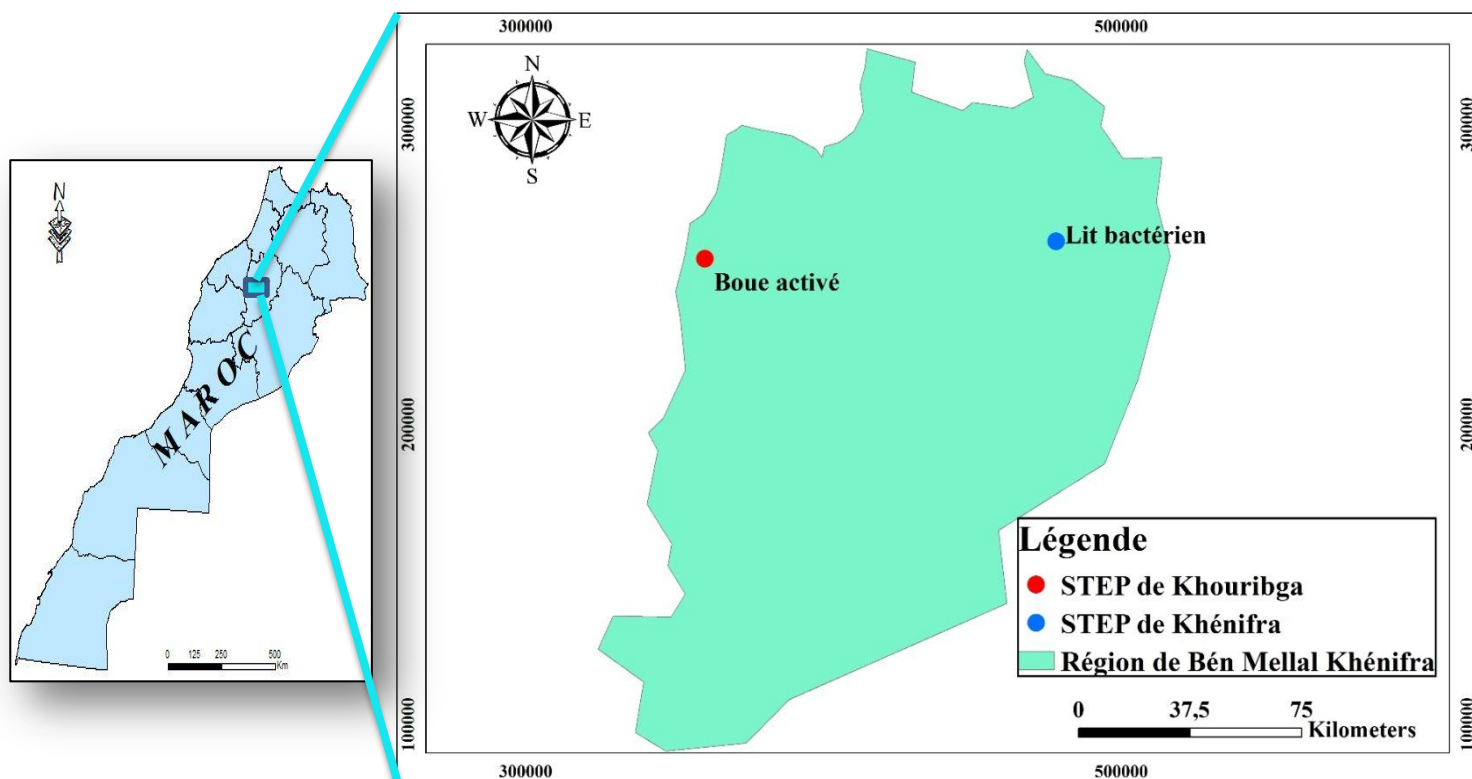 N
MAROC
0 125 250 500
Km
300000 500000
300000
200000
100000
N
W E
S
Lit bactérien
Boue activé
Légende
STEP de Khouribga
STEP de Khénifra
Région de Bén Mellal Khénifra
0 37,5 75
Kilometers
300000
200000
100000
300000 500000